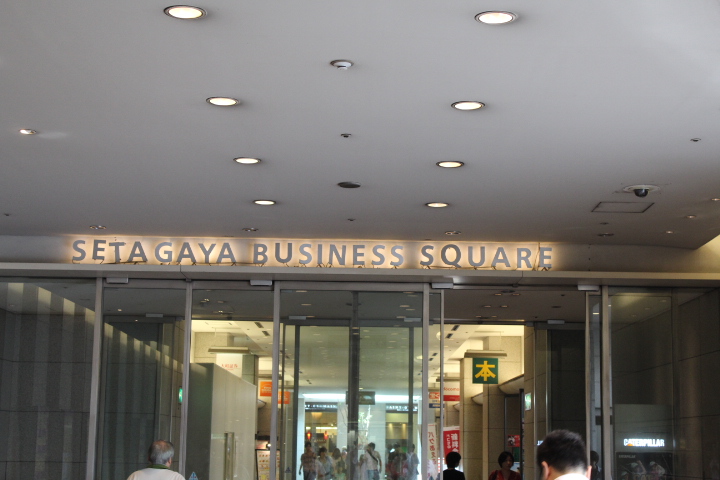 SETAGAYA BUSINESS SQUARE
本
CATERPILLAR